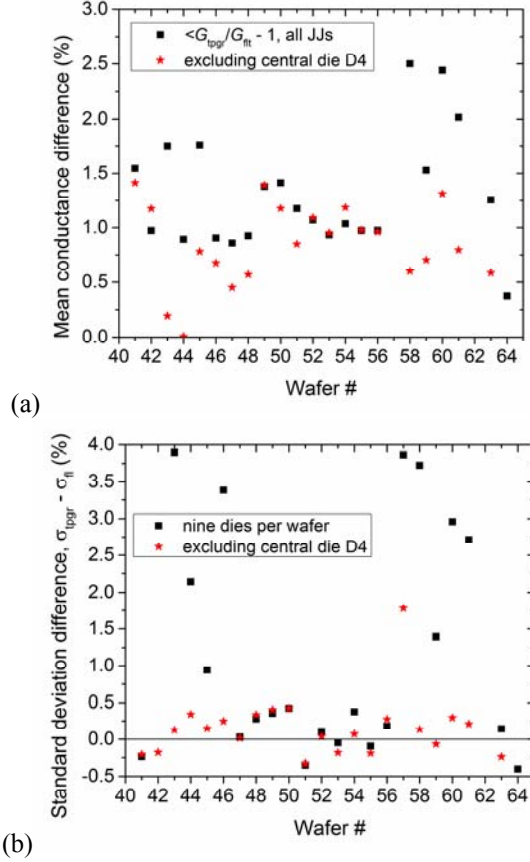 (a)
<G_tpgr/G_flt - 1, all JJs
excluding central die D4
Mean conductance difference (%)
3.0
2.5
2.0
1.5
1.0
0.5
0.0
40 42 44 46 48 50 52 54 56 58 60 62 64
Wafer #
(b)
nine dies per wafer
excluding central die D4
Standard deviation difference, σ_tpgr - σ_fl (%)
4.0
3.5
3.0
2.5
2.0
1.5
1.0
0.5
0.0
-0.5
40 42 44 46 48 50 52 54 56 58 60 62 64
Wafer #